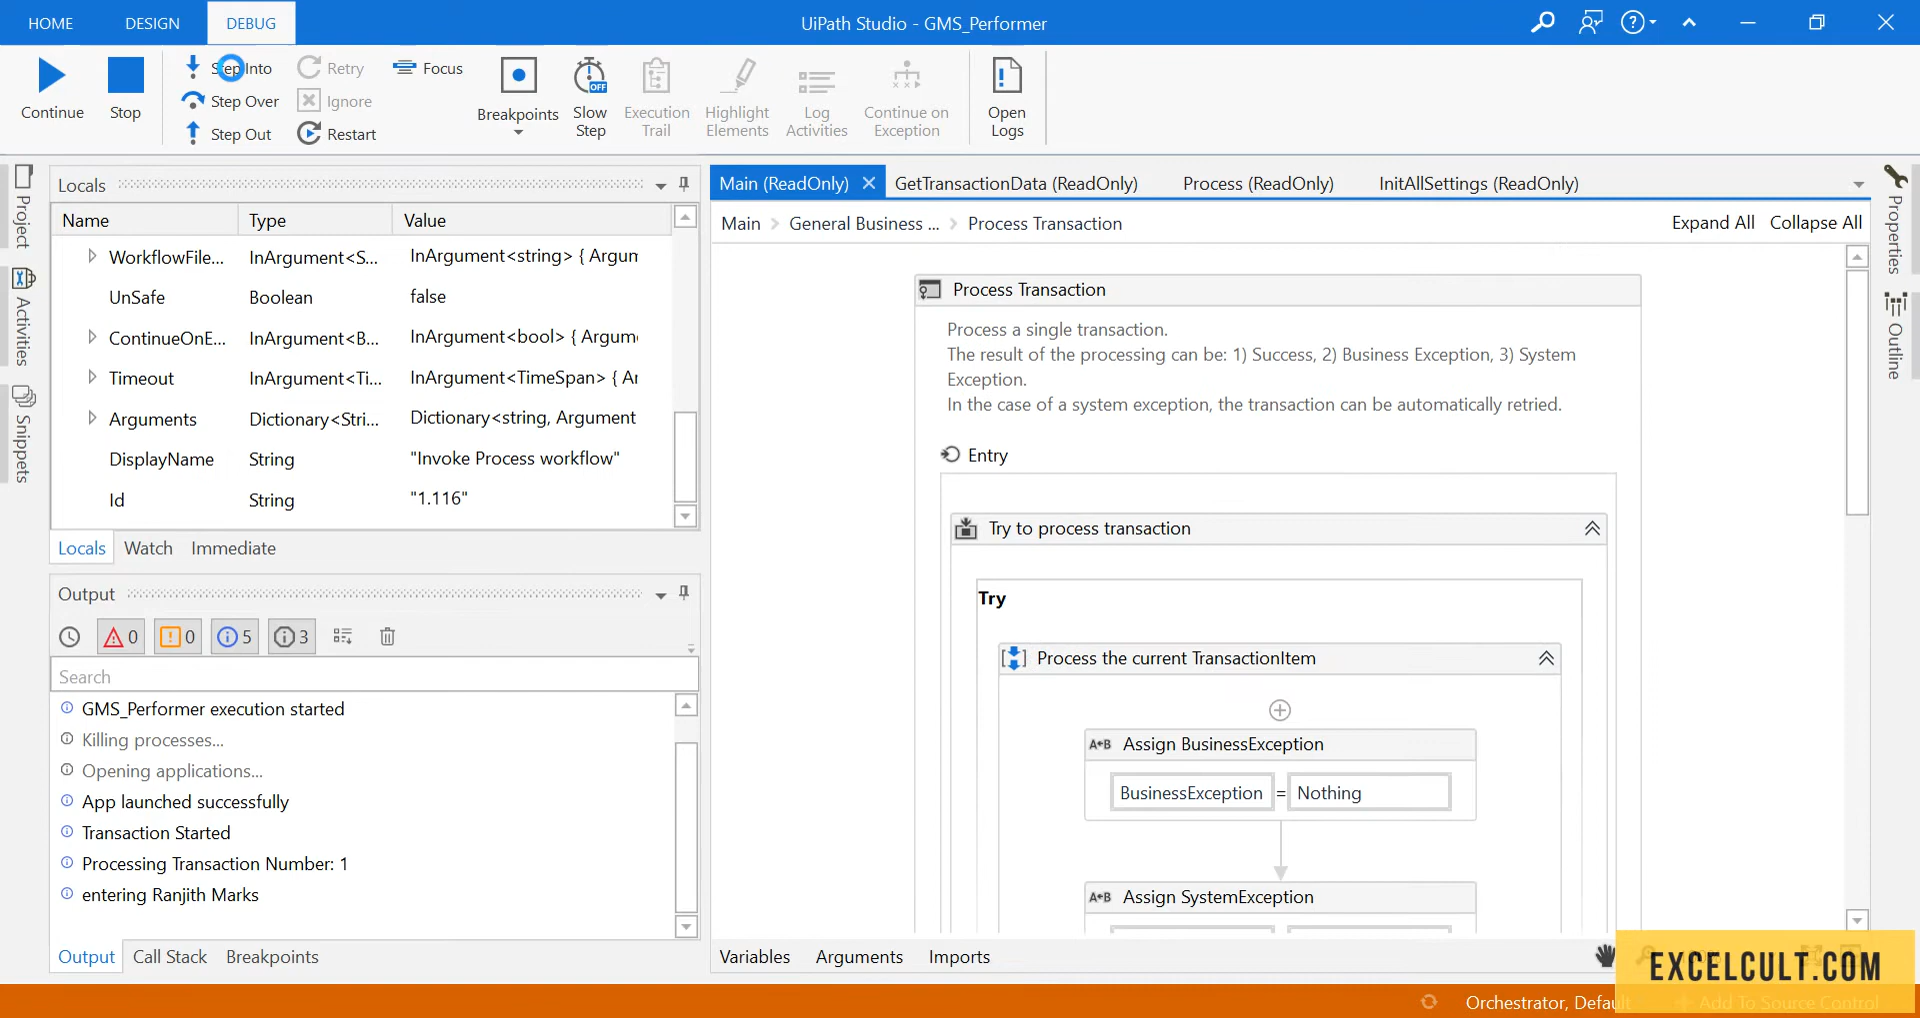 HOME DESIGN DEBUG UiPath Studio - GMS_Performer
Continue Stop Step Into Step Over Step Out Retry Ignore Restart Focus Breakpoints Slow Step Execution Trail Highlight Elements Log Activities Continue on Exception Open Logs
Project
Activities
Snippets
Locals
Name Type Value
WorkflowFile... InArgument<S... InArgument<string> { Argum
UnSafe Boolean false
ContinueOnE... InArgument<B... InArgument<bool> { Argum
Timeout InArgument<Ti... InArgument<TimeSpan> { Ar
Arguments Dictionary<Stri... Dictionary<string, Argument
DisplayName String "Invoke Process workflow"
Id String "1.116"
Locals Watch Immediate
Output
0 0 5 3
Search
GMS_Performer execution started
Killing processes...
Opening applications...
App launched successfully
Transaction Started
Processing Transaction Number: 1
entering Ranjith Marks
Output Call Stack Breakpoints
Main (ReadOnly) GetTransactionData (ReadOnly) Process (ReadOnly) InitAllSettings (ReadOnly)
Main > General Business ... > Process Transaction Expand All Collapse All
Process Transaction
Process a single transaction.
The result of the processing can be: 1) Success, 2) Business Exception, 3) System
Exception.
In the case of a system exception, the transaction can be automatically retried.
Entry
Try to process transaction
Try
Process the current TransactionItem
A+B Assign BusinessException
BusinessException = Nothing
A+B Assign SystemException
Variables Arguments Imports
Properties
Outline
EXCELCULT.COM
Orchestrator, Default Add To Source Control